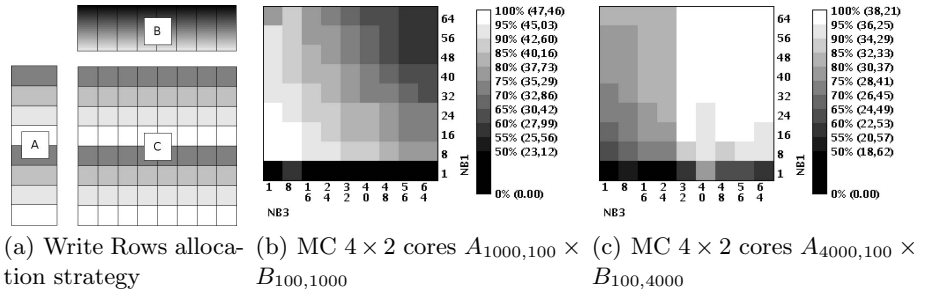 B
A
C
100% (47,46)
95% (45,03)
90% (42,60)
85% (40,16)
80% (37,73)
75% (35,29)
70% (32,86)
65% (30,42)
60% (27,99)
55% (25,56)
50% (23,12)
0% (0.00)
64
56
48
40
32
24
16
8
1
NB1
1 8 16 24 32 40 48 56 64
NB3
100% (38,21)
95% (36,25)
90% (34,29)
85% (32,33)
80% (30,37)
75% (28,41)
70% (26,45)
65% (24,49)
60% (22,53)
55% (20,57)
50% (18,62)
0% (0.00)
64
56
48
40
32
24
16
8
1
NB1
1 8 16 24 32 40 48 56 64
NB3
(a) Write Rows alloca-
tion strategy
(b) MC 4 × 2 cores A1000,100 ×
B100,1000
(c) MC 4 × 2 cores A4000,100 ×
B100,4000